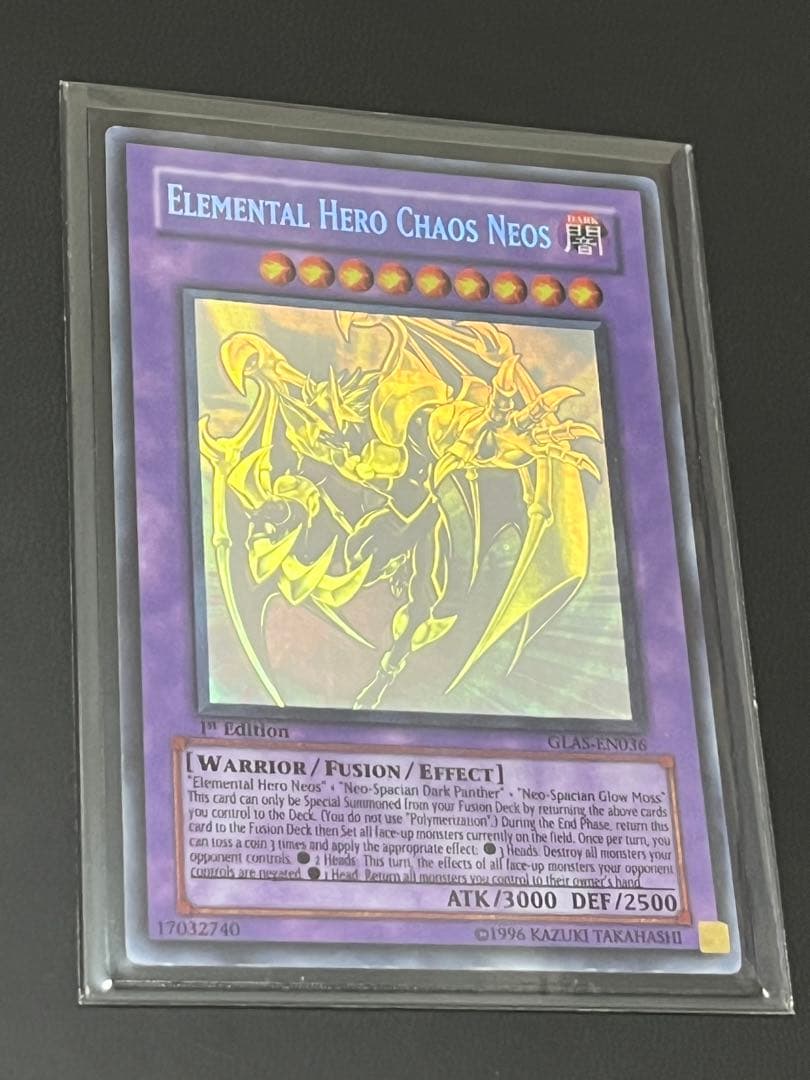 ELEMENTAL HERO CHAOS NEOS
DARK
闇
1st Edition
GLAS-EN036
[WARRIOR/FUSION/EFFECT]
"Elemental Hero Neos" + "Neo-Spacian Dark Panther" + "Neo-Spacian Glow Moss"
This card can only be Special Summoned from your Fusion Deck by returning the above cards
you control to the Deck. (You do not use "Polymerization".) During the End Phase, return this
card to the Fusion Deck then Set all face-up monsters currently on the field. Once per turn, you
can toss a coin 3 times and apply the appropriate effect: ● 3 Heads: Destroy all monsters your
opponent controls. ● 2 Heads: This turn, the effects of all face-up monsters your opponent
controls are negated. ● 1 Head: Return all monsters you control to their owner's hand.
ATK/3000 DEF/2500
17032740
©1996 KAZUKI TAKAHASHI